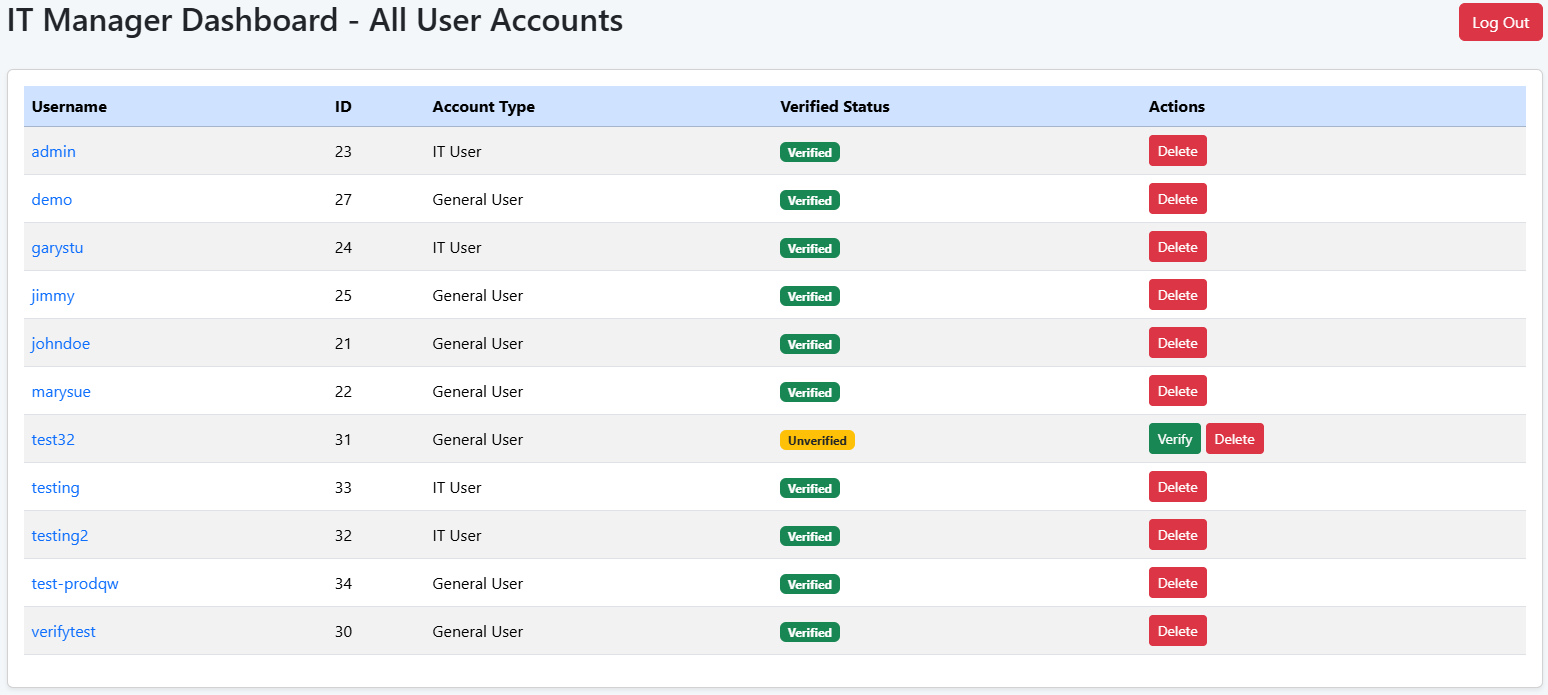 IT Manager Dashboard - All User Accounts
Log Out
Username ID Account Type Verified Status Actions
admin 23 IT User Verified Delete
demo 27 General User Verified Delete
garystu 24 IT User Verified Delete
jimmy 25 General User Verified Delete
johndoe 21 General User Verified Delete
marysue 22 General User Verified Delete
test32 31 General User Unverified Verify Delete
testing 33 IT User Verified Delete
testing2 32 IT User Verified Delete
test-prodqw 34 General User Verified Delete
verifytest 30 General User Verified Delete